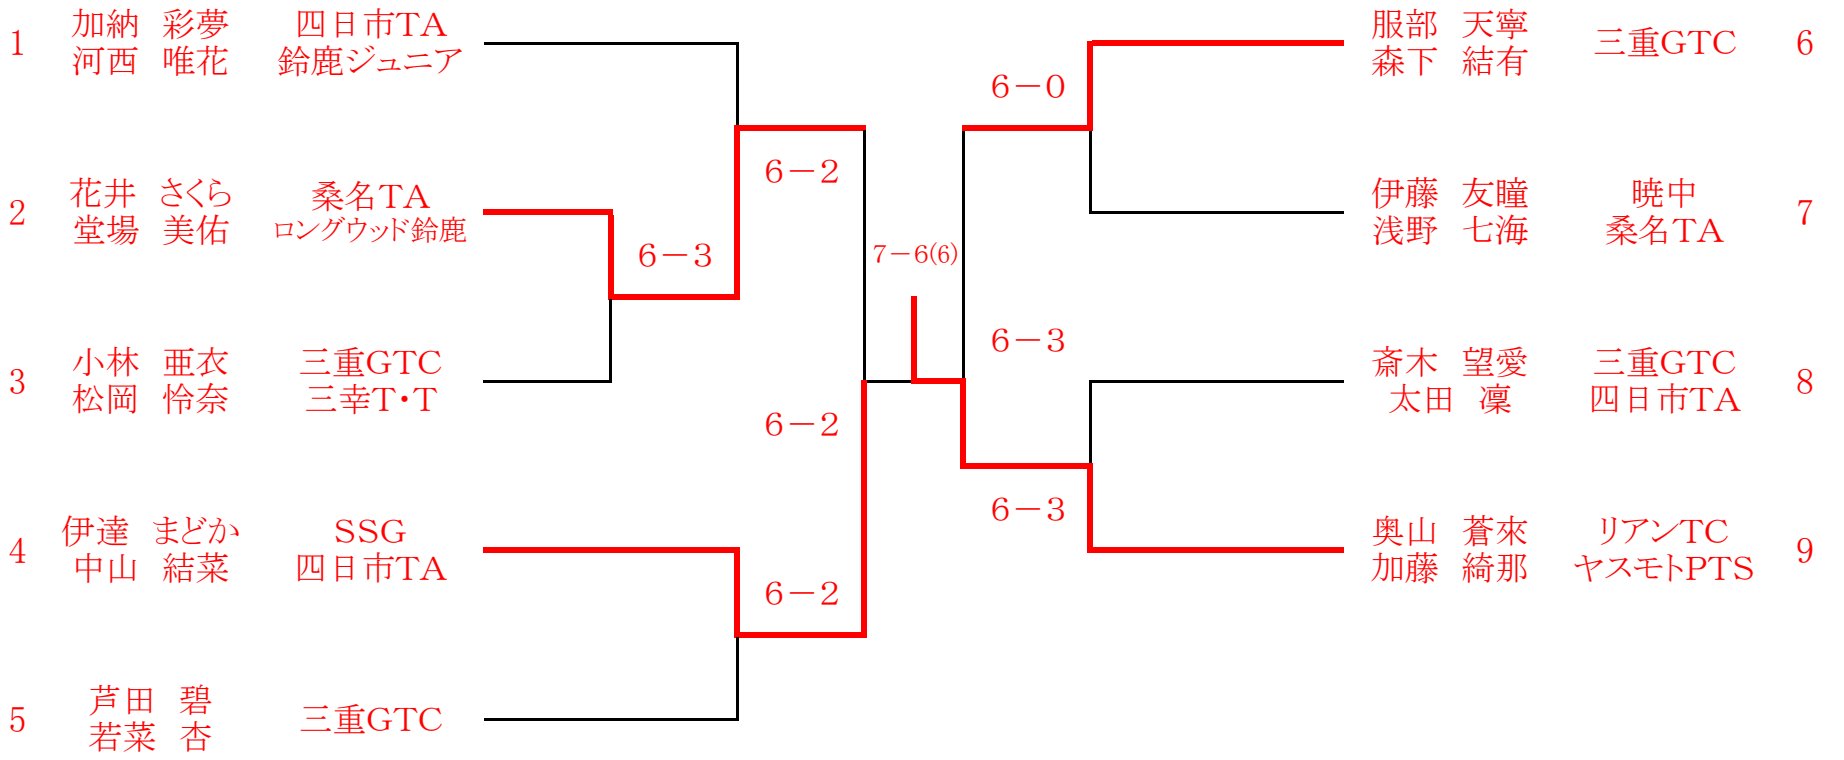 1 加納 彩夢 四日市TA
河西 唯花 鈴鹿ジュニア
2 花井 さくら 桑名TA
堂場 美佑 ロングウッド鈴鹿
3 小林 亜衣 三重GTC
松岡 怜奈 三幸T・T
4 伊達 まどか SSG
中山 結菜 四日市TA
5 芦田 碧 三重GTC
若菜 杏
6-3
6-2
6-2
6-2
7-6(6)
6-0
6-3
6-3
服部 天寧 三重GTC 6
森下 結有
伊藤 友瞳 暁中 7
浅野 七海 桑名TA
斎木 望愛 三重GTC 8
太田 凜 四日市TA
奥山 蒼來 リアンTC 9
加藤 綺那 ヤスモトPTS